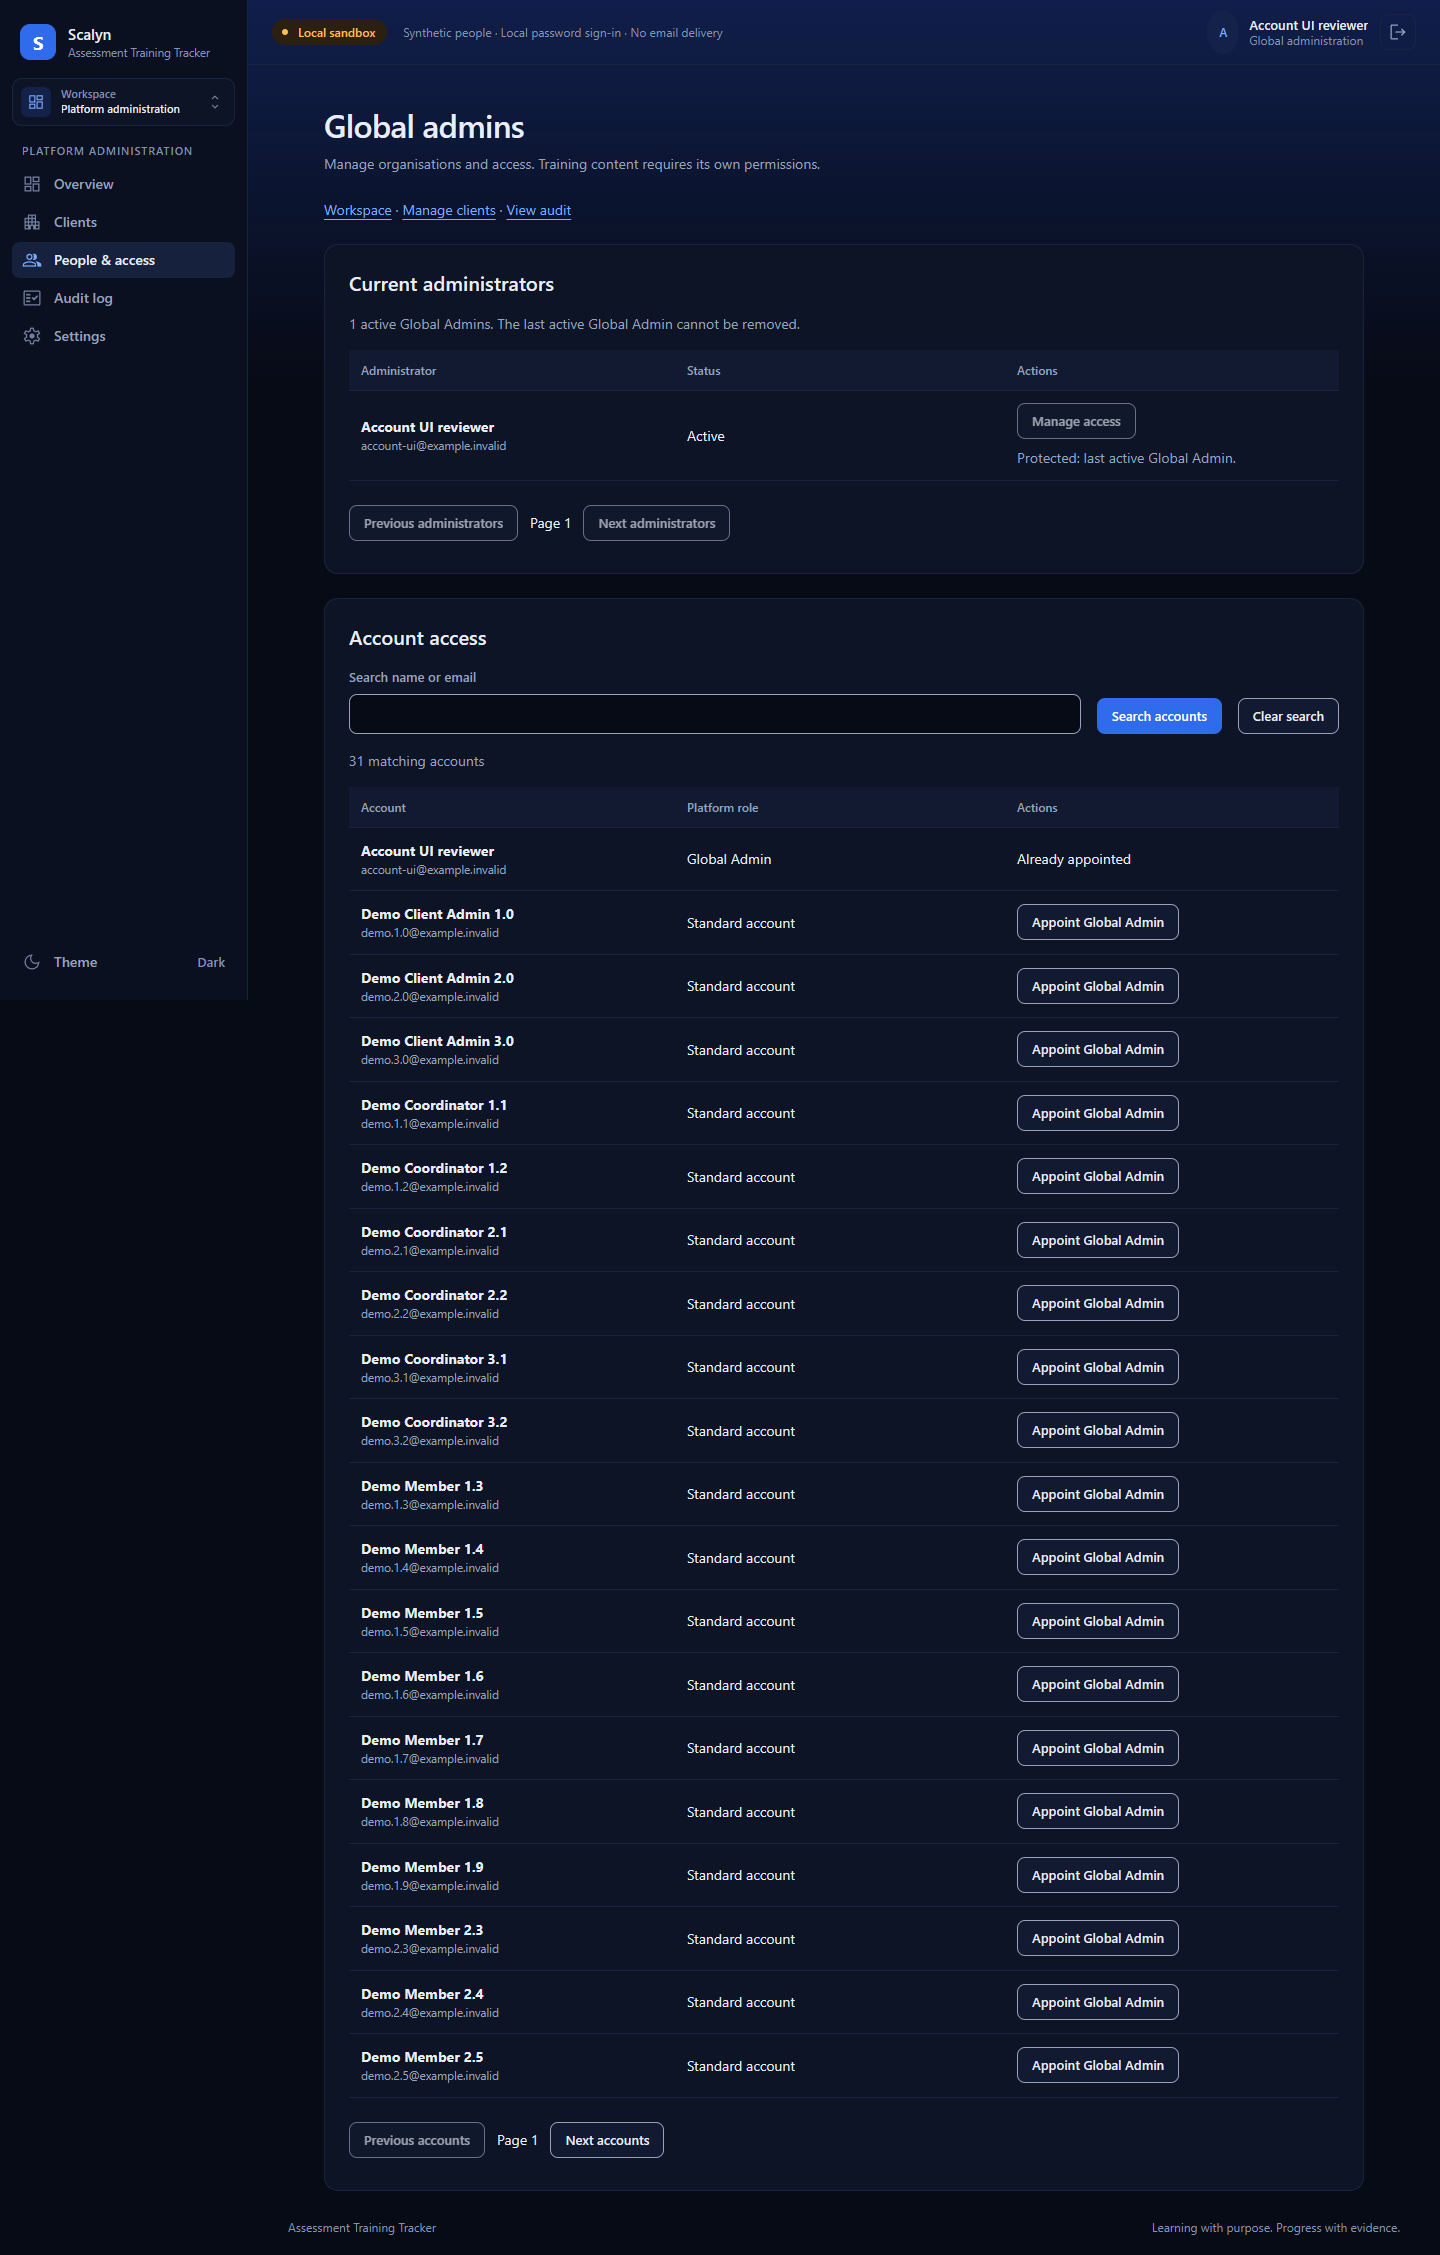 S
Scalyn
Assessment Training Tracker
Workspace
Platform administration
PLATFORM ADMINISTRATION
Overview
Clients
People & access
Audit log
Settings
Theme Dark
Local sandbox
Synthetic people · Local password sign-in · No email delivery
A
Account UI reviewer
Global administration
Global admins
Manage organisations and access. Training content requires its own permissions.
Workspace · Manage clients · View audit
Current administrators
1 active Global Admins. The last active Global Admin cannot be removed.
Administrator Status Actions
Account UI reviewer
account-ui@example.invalid
Active
Manage access
Protected: last active Global Admin.
Previous administrators Page 1 Next administrators
Account access
Search name or email
Search accounts Clear search
31 matching accounts
Account Platform role Actions
Account UI reviewer
account-ui@example.invalid
Global Admin
Already appointed
Demo Client Admin 1.0
demo.1.0@example.invalid
Standard account
Appoint Global Admin
Demo Client Admin 2.0
demo.2.0@example.invalid
Standard account
Appoint Global Admin
Demo Client Admin 3.0
demo.3.0@example.invalid
Standard account
Appoint Global Admin
Demo Coordinator 1.1
demo.1.1@example.invalid
Standard account
Appoint Global Admin
Demo Coordinator 1.2
demo.1.2@example.invalid
Standard account
Appoint Global Admin
Demo Coordinator 2.1
demo.2.1@example.invalid
Standard account
Appoint Global Admin
Demo Coordinator 2.2
demo.2.2@example.invalid
Standard account
Appoint Global Admin
Demo Coordinator 3.1
demo.3.1@example.invalid
Standard account
Appoint Global Admin
Demo Coordinator 3.2
demo.3.2@example.invalid
Standard account
Appoint Global Admin
Demo Member 1.3
demo.1.3@example.invalid
Standard account
Appoint Global Admin
Demo Member 1.4
demo.1.4@example.invalid
Standard account
Appoint Global Admin
Demo Member 1.5
demo.1.5@example.invalid
Standard account
Appoint Global Admin
Demo Member 1.6
demo.1.6@example.invalid
Standard account
Appoint Global Admin
Demo Member 1.7
demo.1.7@example.invalid
Standard account
Appoint Global Admin
Demo Member 1.8
demo.1.8@example.invalid
Standard account
Appoint Global Admin
Demo Member 1.9
demo.1.9@example.invalid
Standard account
Appoint Global Admin
Demo Member 2.3
demo.2.3@example.invalid
Standard account
Appoint Global Admin
Demo Member 2.4
demo.2.4@example.invalid
Standard account
Appoint Global Admin
Demo Member 2.5
demo.2.5@example.invalid
Standard account
Appoint Global Admin
Previous accounts Page 1 Next accounts
Assessment Training Tracker
Learning with purpose. Progress with evidence.